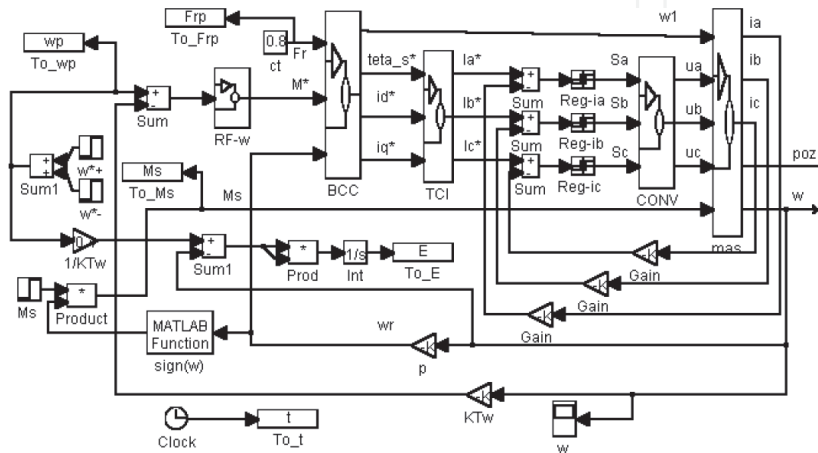 Frp
To_Frp
wp
To_wp
0.8
ct
Fr
w1
ia
ib
ic
teta_s*
Ia*
Sa
ua
M*
id*
Ib*
Sb
ub
iq*
Ic*
Sc
uc
+
-
Sum
RF-w
BCC
TCI
+
-
Sum
Reg-ia
+
-
Sum
Reg-ib
+
-
Sum
Reg-ic
CONV
mas
poz
w
+
+
Sum1
w*+
w*-
Ms
To_Ms
Ms
0
1/KTw
+
-
Sum1
*
Prod
1/s
Int
E
To_E
-K-
Gain
-K-
Gain
-K-
Gain
Ms
*
Product
MATLAB
Function
sign(w)
wr
-K-
p
-K-
KTw
Clock
t
To_t
w